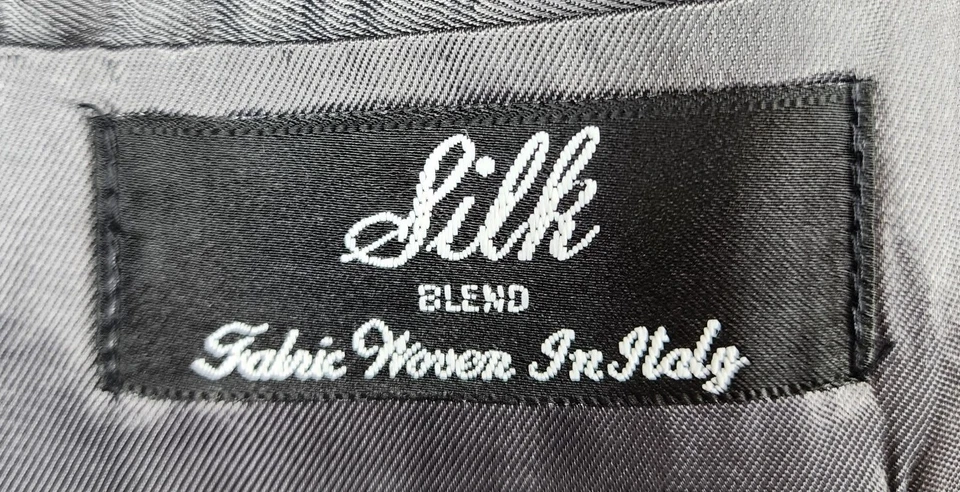 Silk
BLEND
Fabric Woven In Italy